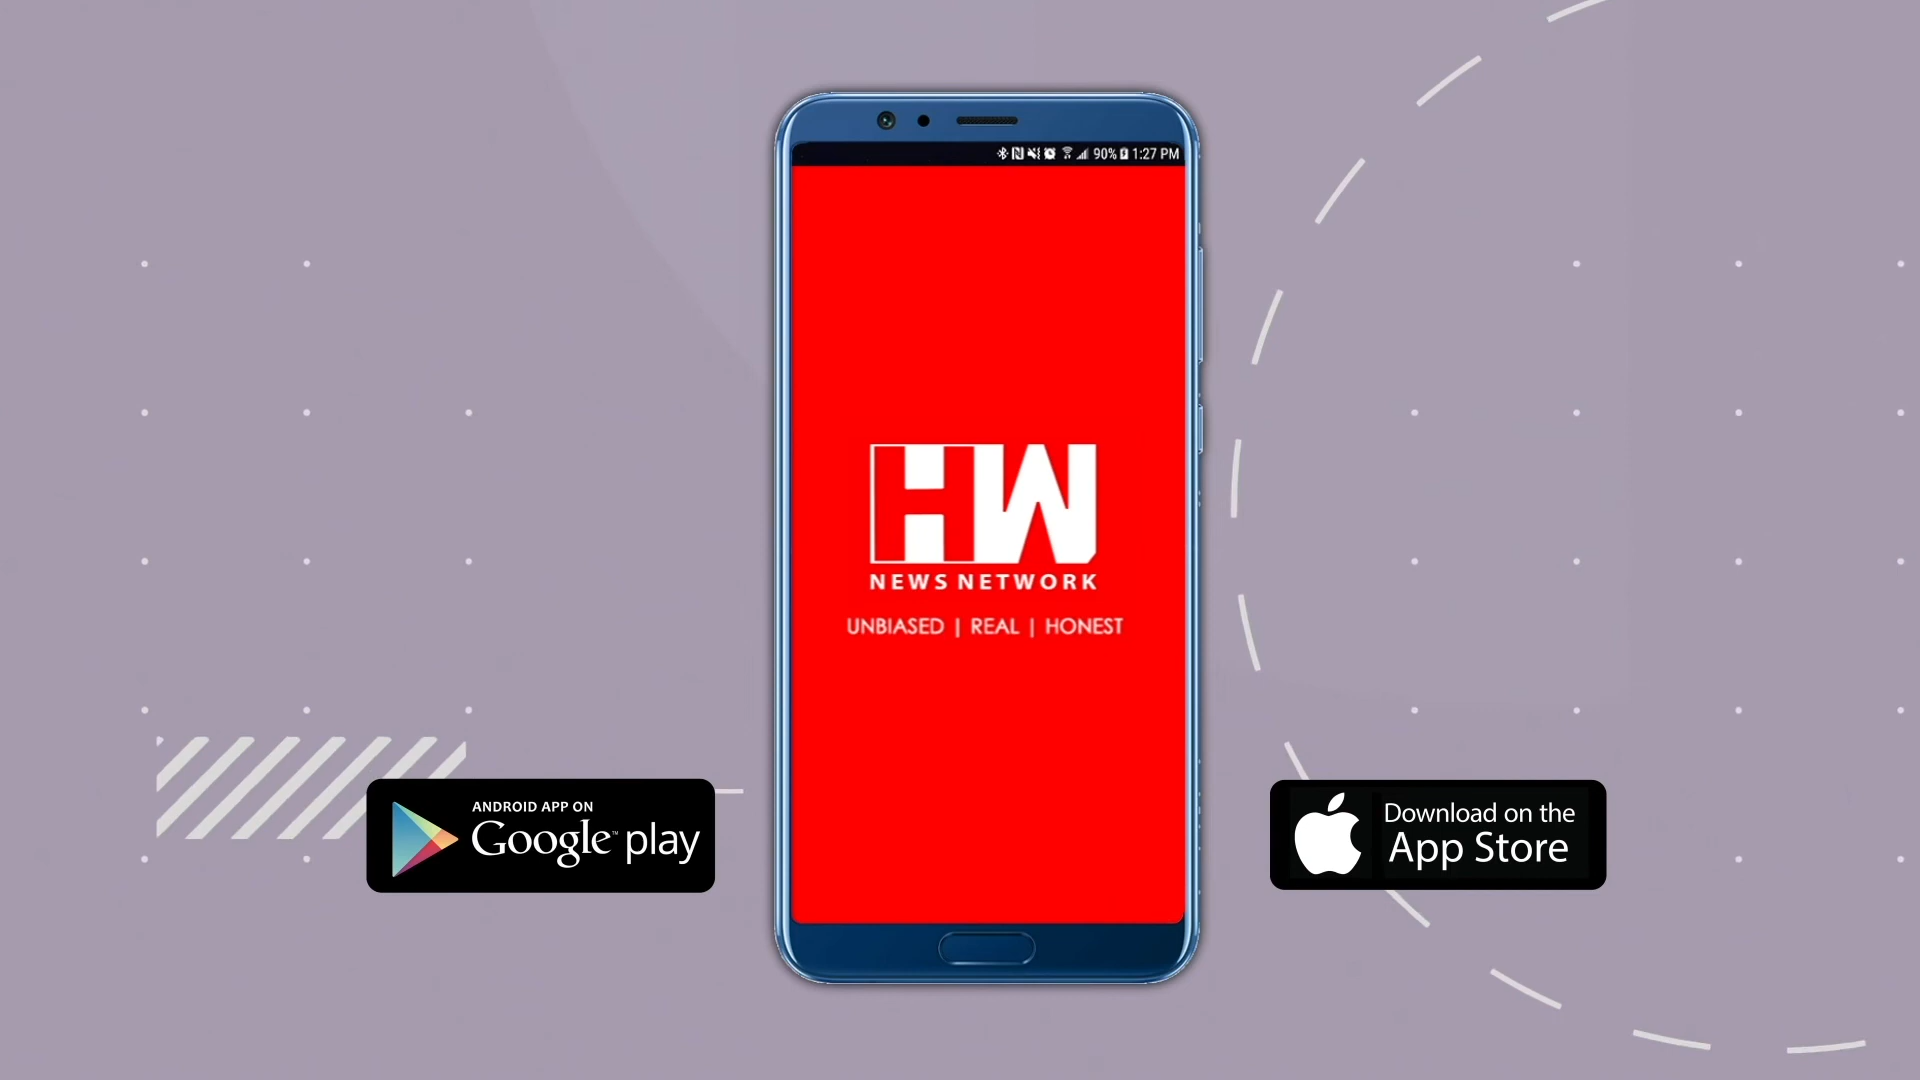 90% 1:27 PM
HW
NEWS NETWORK
UNBIASED | REAL | HONEST
ANDROID APP ON
Google™ play
Download on the
App Store